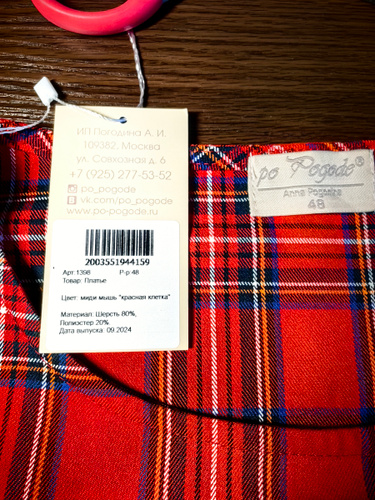 ИП Погодина А. И.
109382, Москва
ул. Совхозная д. 6
+7 (925) 277-53-52
po_pogode
vk.com/po_pogode
www.po-pogode.ru
2003551944159
Арт.1398 Р-р 48
Товар: Платье
Цвет: миди мышь "красная клетка"
Материал: Шерсть 80%,
Полиэстер 20%
Дата выпуска: 09.2024
po Pogode®
Anna Pogodina
48